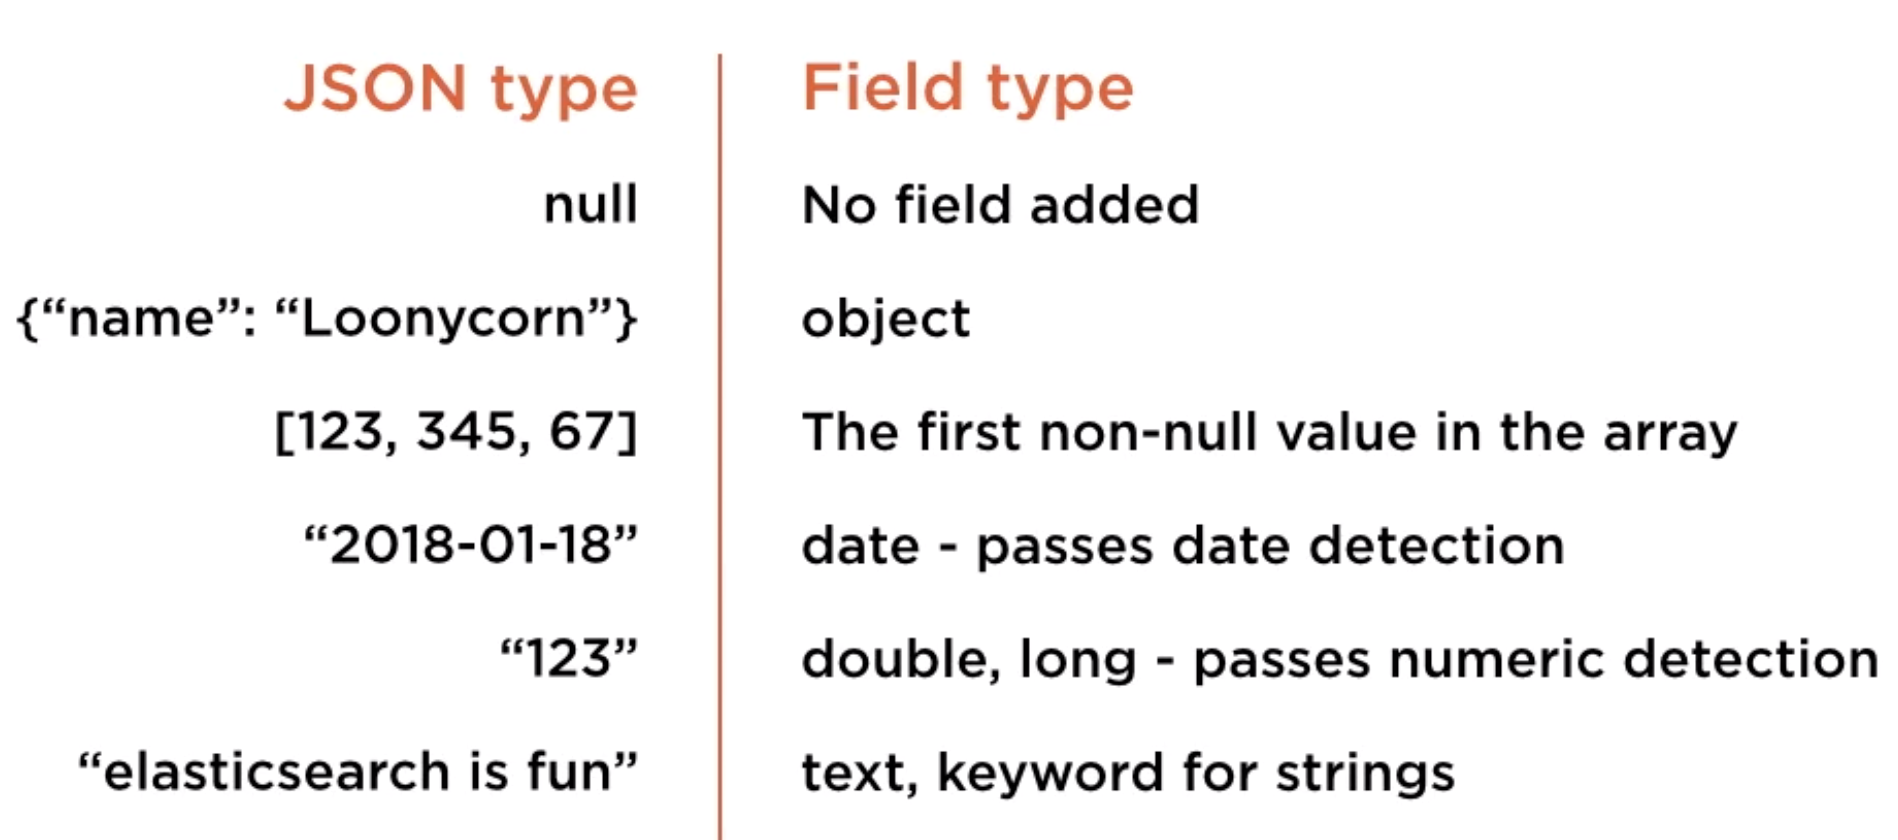 JSON type | Field type
null | No field added
{“name”: “Loonycorn”} | object
[123, 345, 67] | The first non-null value in the array
“2018-01-18” | date - passes date detection
“123” | double, long - passes numeric detection
“elasticsearch is fun” | text, keyword for strings